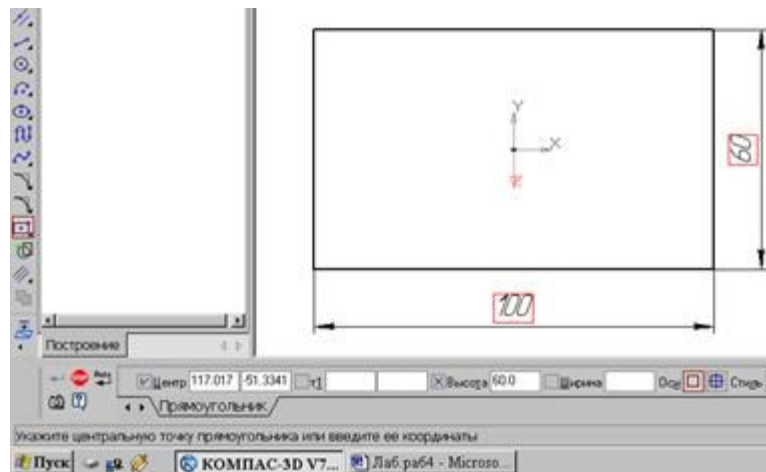 Y
X
60
100
Построение
Центр 117.017 -51.3341 т1 Высота 60.0 Ширина Оси Стиль
Прямоугольник
Укажите центральную точку прямоугольника или введите ее координаты
Пуск КОМПАС-3D V7... Лаб.раб4 - Microso...